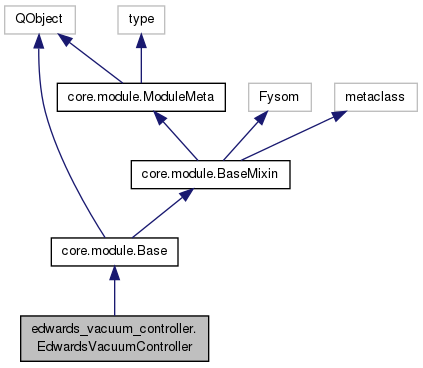 QObject
type
core.module.ModuleMeta
Fysom
metaclass
core.module.BaseMixin
core.module.Base
edwards_vacuum_controller.
EdwardsVacuumController